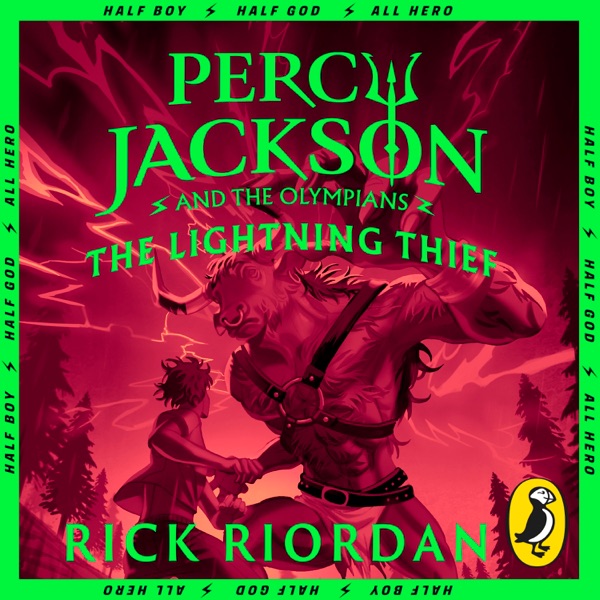 HALF BOY ⚡ HALF GOD ⚡ ALL HERO
PERCY
JACKSON
AND THE OLYMPIANS
THE LIGHTNING THIEF
RICK RIORDAN
HALF BOY ⚡ HALF GOD ⚡ ALL HERO
HALF BOY ⚡ HALF GOD ⚡ ALL HERO
HALF BOY ⚡ HALF GOD ⚡ ALL HERO